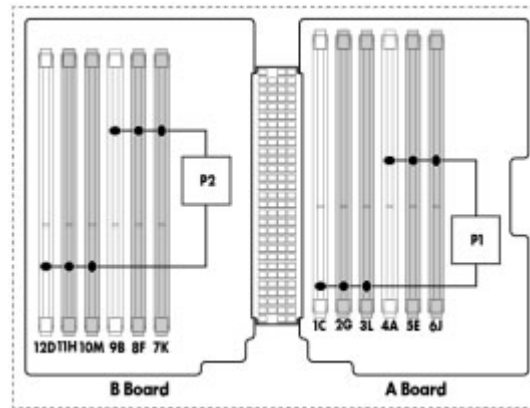 P2
P1
12D 11H 10M 9B 8F 7K
1C 2G 3L 4A 5E 6J
B Board
A Board